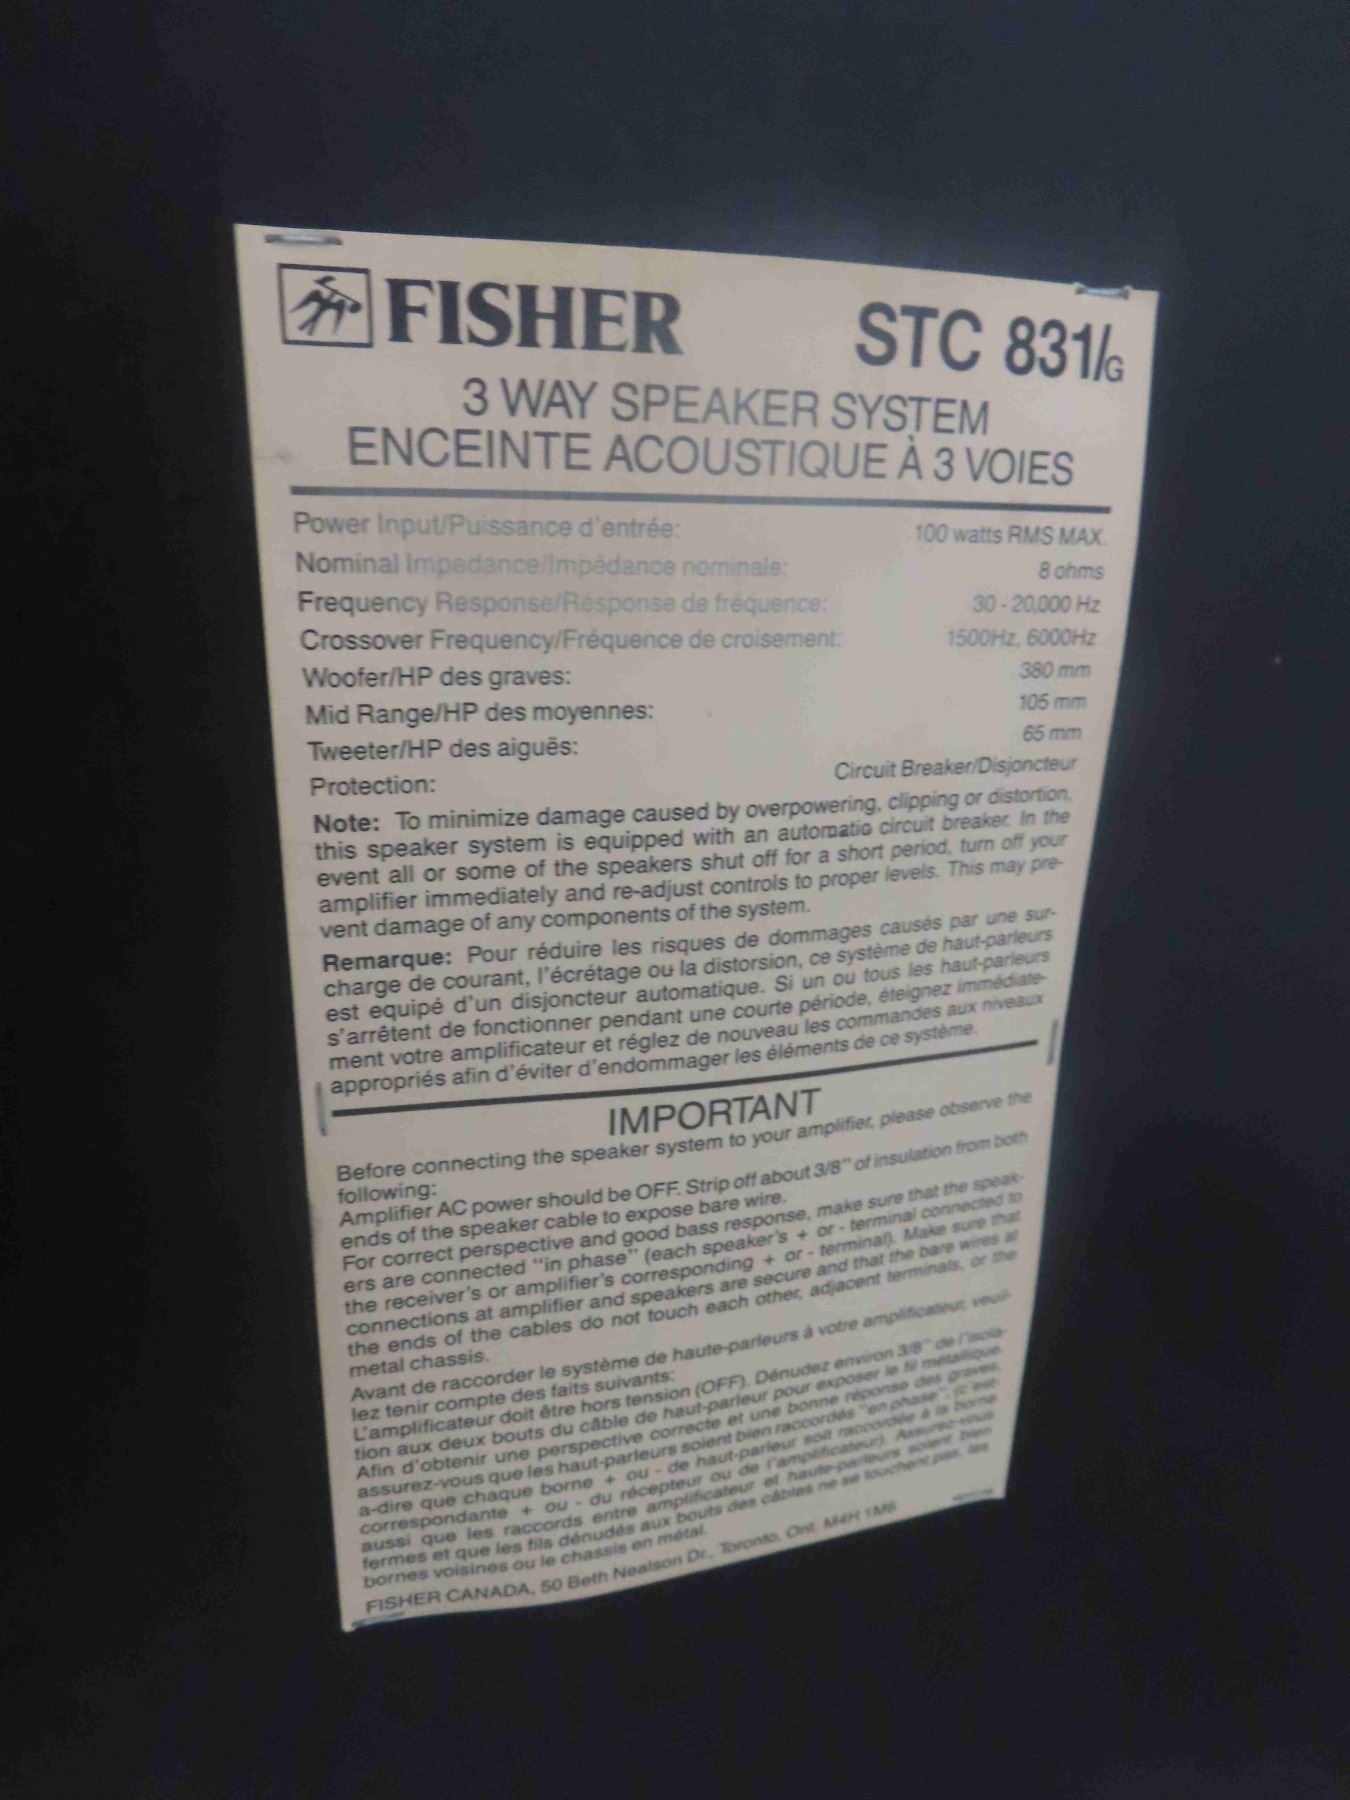 FISHER STC 831/G
3 WAY SPEAKER SYSTEM
ENCEINTE ACOUSTIQUE À 3 VOIES
Power Input/Puissance d'entrée: 100 watts RMS MAX.
Nominal Impedance/Impédance nominale: 8 ohms
Frequency Response/Résponse de fréquence: 30 - 20,000 Hz
Crossover Frequency/Fréquence de croisement: 1500Hz, 6000Hz
Woofer/HP des graves: 380 mm
Mid Range/HP des moyennes: 105 mm
Tweeter/HP des aiguës: 65 mm
Protection: Circuit Breaker/Disjoncteur
Note: To minimize damage caused by overpowering, clipping or distortion,
this speaker system is equipped with an automatic circuit breaker. In the
event all or some of the speakers shut off for a short period, turn off your
amplifier immediately and re-adjust controls to proper levels. This may pre-
vent damage of any components of the system.
Remarque: Pour réduire les risques de dommages causés par une sur-
charge de courant, l'écrétage ou la distorsion, ce système de haut-parleurs
est equipé d'un disjoncteur automatique. Si un ou tous les haut-parleurs
s'arrêtent de fonctionner pendant une courte période, éteignez immédiate-
ment votre amplificateur et réglez de nouveau les commandes aux niveaux
appropriés afin d'éviter d'endommager les éléments de ce système.
IMPORTANT
Before connecting the speaker system to your amplifier, please observe the
following:
Amplifier AC power should be OFF. Strip off about 3/8" of insulation from both
ends of the speaker cable to expose bare wire.
For correct perspective and good bass response, make sure that the speak-
ers are connected "in phase" (each speaker's + or - terminal connected to
the receiver's or amplifier's corresponding + or - terminal). Make sure that
connections at amplifier and speakers are secure and that the bare wires at
the ends of the cables do not touch each other, adjacent terminals, or the
metal chassis.
Avant de raccorder le système de haute-parleurs à votre amplificateur, veuil-
lez tenir compte des faits suivants:
L'amplificateur doit être hors tension (OFF). Dénudez environ 3/8" de l'isola-
tion aux deux bouts du câble de haut-parleur pour exposer le fil métallique.
Afin d'obtenir une perspective correcte et une bonne réponse des graves,
assurez-vous que les haut-parleurs soient bien raccordés "en phase" - (c'est-
a-dire que chaque borne + ou - de haut-parleur soit raccordée à la borne
correspondante + ou - du récepteur ou de l'amplificateur). Assurez-vous
aussi que les raccords entre amplificateur et haute-parleurs soient bien
fermes et que les fils dénudés aux bouts des câbles ne se touchent pas, les
bornes voisines ou le chassis en métal.
FISHER CANADA, 50 Beth Nealson Dr., Toronto, Ont. M4H 1M6